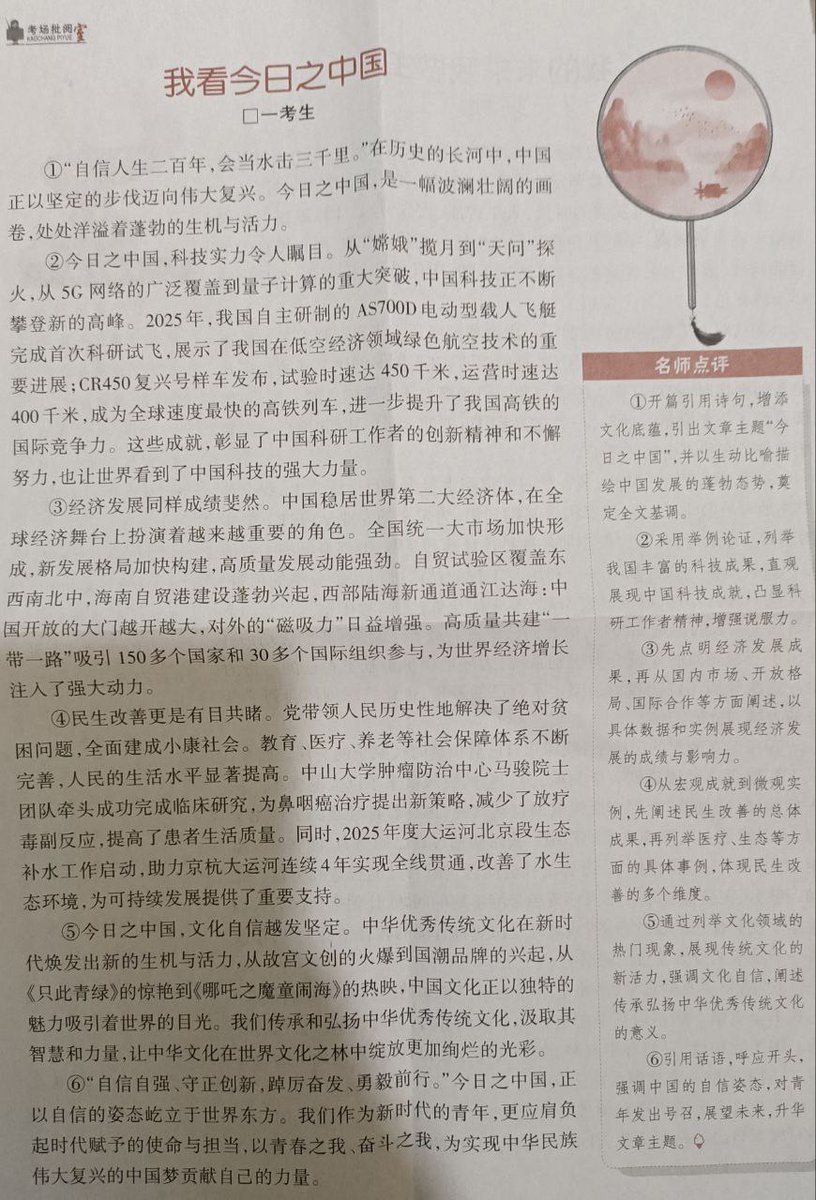 考场批阅室
KAOCHANG PIYUE
我看今日之中国
□一考生
①“自信人生二百年，会当水击三千里。”在历史的长河中，中国
正以坚定的步伐迈向伟大复兴。今日之中国，是一幅波澜壮阔的画
卷，处处洋溢着蓬勃的生机与活力。
②今日之中国，科技实力令人瞩目。从“嫦娥”揽月到“天问”探
火，从 5G 网络的广泛覆盖到量子计算的重大突破，中国科技正不断
攀登新的高峰。2025年，我国自主研制的 AS700D 电动型载人飞艇
完成首次科研试飞，展示了我国在低空经济领域绿色航空技术的重
要进展；CR450 复兴号样车发布，试验时速达 450 千米，运营时速达
400 千米，成为全球速度最快的高铁列车，进一步提升了我国高铁的
国际竞争力。这些成就，彰显了中国科研工作者的创新精神和不懈
努力，也让世界看到了中国科技的强大力量。
③经济发展同样成绩斐然。中国稳居世界第二大经济体，在全
球经济舞台上扮演着越来越重要的角色。全国统一大市场加快形
成，新发展格局加快构建，高质量发展动能强劲。自贸试验区覆盖东
西南北中，海南自贸港建设蓬勃兴起，西部陆海新通道通江达海：中
国开放的大门越开越大，对外的“磁吸力”日益增强。高质量共建“一
带一路”吸引 150 多个国家和 30 多个国际组织参与，为世界经济增长
注入了强大动力。
④民生改善更是有目共睹。党带领人民历史性地解决了绝对贫
困问题，全面建成小康社会。教育、医疗、养老等社会保障体系不断
完善，人民的生活水平显著提高。中山大学肿瘤防治中心马骏院士
团队牵头成功完成临床研究，为鼻咽癌治疗提出新策略，减少了放疗
毒副反应，提高了患者生活质量。同时，2025年度大运河北京段生态
补水工作启动，助力京杭大运河连续4年实现全线贯通，改善了水生
态环境，为可持续发展提供了重要支持。
⑤今日之中国，文化自信越发坚定。中华优秀传统文化在新时
代焕发出新的生机与活力，从故宫文创的火爆到国潮品牌的兴起，从
《只此青绿》的惊艳到《哪吒之魔童闹海》的热映，中国文化正以独特的
魅力吸引着世界的目光。我们传承和弘扬中华优秀传统文化，汲取其
智慧和力量，让中华文化在世界文化之林中绽放更加绚烂的光彩。
⑥“自信自强、守正创新，踔厉奋发、勇毅前行。”今日之中国，正
以自信的姿态屹立于世界东方。我们作为新时代的青年，更应肩负
起时代赋予的使命与担当，以青春之我、奋斗之我，为实现中华民族
伟大复兴的中国梦贡献自己的力量。
名师点评
①开篇引用诗句，增添
文化底蕴，引出文章主题“今
日之中国”，并以生动比喻描
绘中国发展的蓬勃态势，奠
定全文基调。
②采用举例论证，列举
我国丰富的科技成果，直观
展现中国科技成就，凸显科
研工作者精神，增强说服力。
③先点明经济发展成
果，再从国内市场、开放格
局、国际合作等方面阐述，以
具体数据和实例展现经济发
展的成绩与影响力。
④从宏观成就到微观实
例，先阐述民生改善的总体
成果，再列举医疗、生态等方
面的具体事例，体现民生改
善的多个维度。
⑤通过列举文化领域的
热门现象，展现传统文化的
新活力，强调文化自信，阐述
传承弘扬中华优秀传统文化
的意义。
⑥引用话语，呼应开头，
强调中国的自信姿态，对青
年发出号召，展望未来，升华
文章主题。